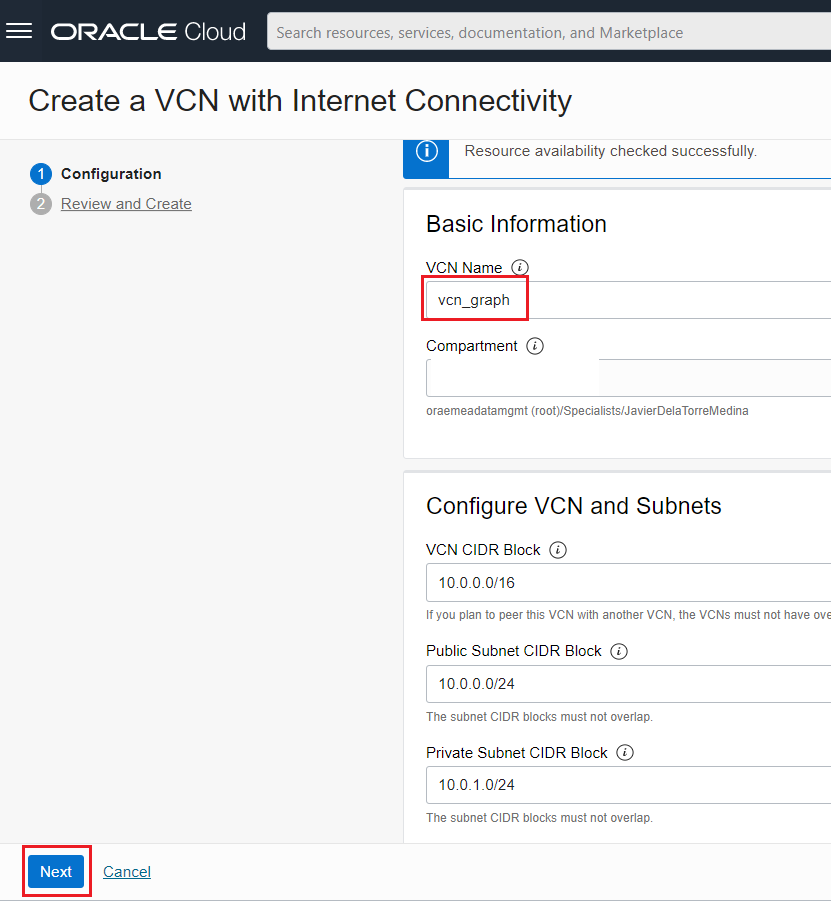 ORACLE Cloud
Search resources, services, documentation, and Marketplace
Create a VCN with Internet Connectivity
1 Configuration
2 Review and Create
Resource availability checked successfully.
Basic Information
VCN Name
vcn_graph
Compartment
oraemeadatamgmt (root)/Specialists/JavierDelaTorreMedina
Configure VCN and Subnets
VCN CIDR Block
10.0.0.0/16
If you plan to peer this VCN with another VCN, the VCNs must not have
Public Subnet CIDR Block
10.0.0.0/24
The subnet CIDR blocks must not overlap.
Private Subnet CIDR Block
10.0.1.0/24
The subnet CIDR blocks must not overlap.
Next Cancel